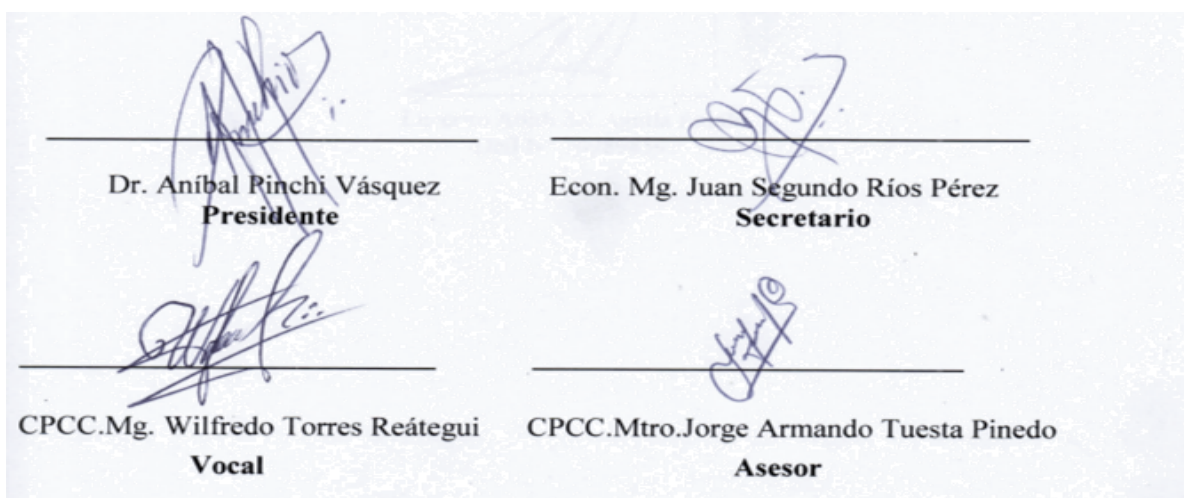 Dr. Aníbal Pinchi Vásquez
Presidente
Econ. Mg. Juan Segundo Ríos Pérez
Secretario
CPCC.Mg. Wilfredo Torres Reátegui
Vocal
CPCC.Mtro.Jorge Armando Tuesta Pinedo
Asesor